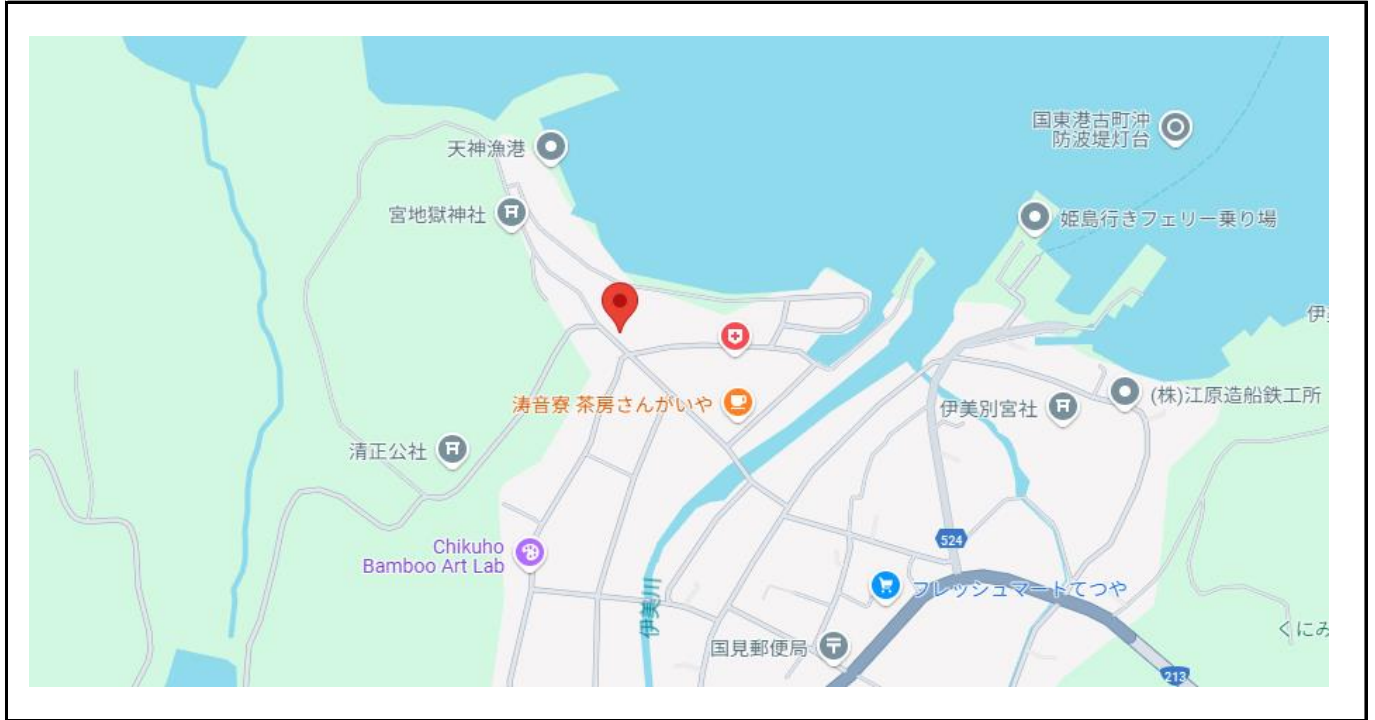 国東港古町沖
防波堤灯台
天神漁港
宮地獄神社
姫島行きフェリー乗り場
伊
涛音寮 茶房さんがいや
伊美別宮社
(株)江原造船鉄工所
清正公社
524
Chikuho
Bamboo Art Lab
フレッシュマートてつや
伊美川
国見郵便局
くにみ
213